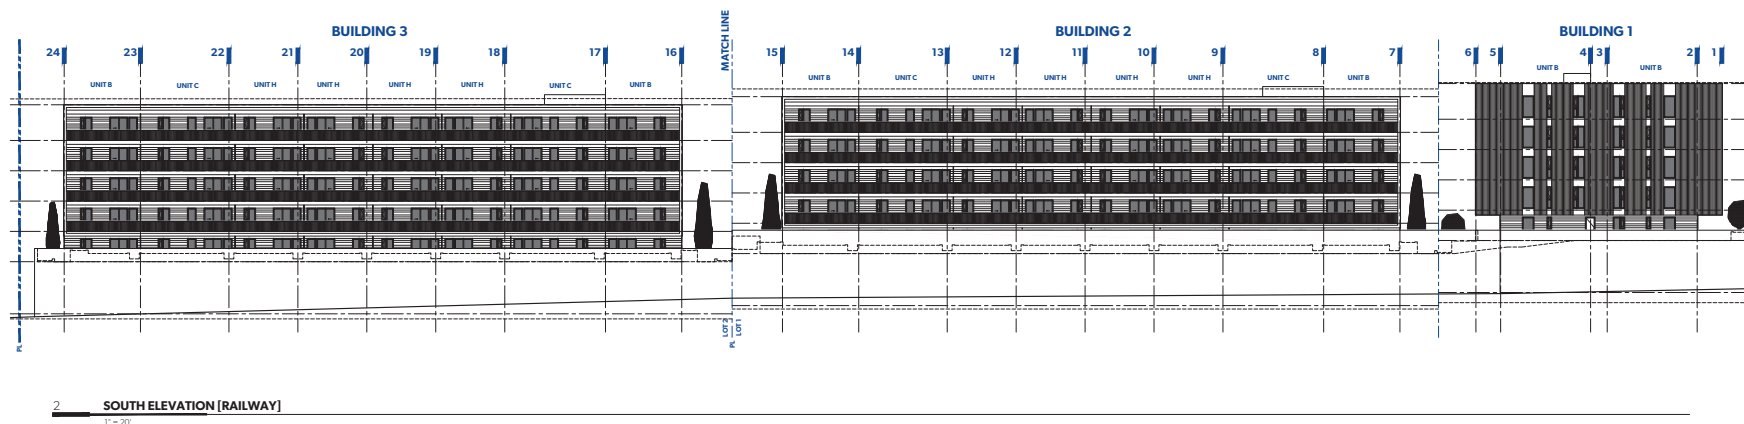 BUILDING 3
MATCH LINE
BUILDING 2
BUILDING 1
24 23 22 21 20 19 18 17 16 15 14 13 12 11 10 9 8 7 6 5 4 3 2 1
UNIT B UNIT C UNIT H UNIT H UNIT H UNIT H UNIT C UNIT B UNIT B UNIT C UNIT H UNIT H UNIT H UNIT H UNIT C UNIT B UNIT B UNIT B
PL
LOT 2
PL
LOT 1
2 SOUTH ELEVATION [RAILWAY]
1" = 20'